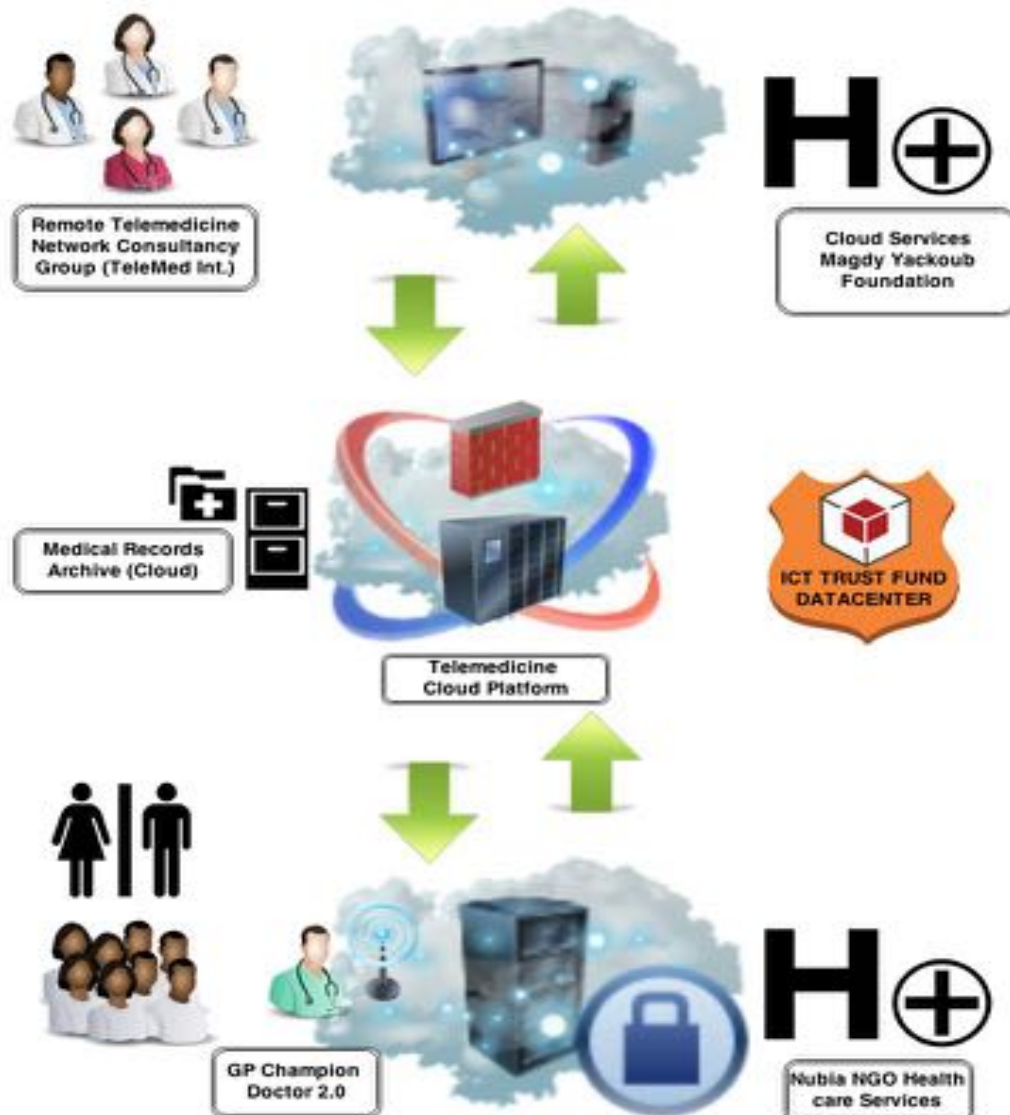 Remote Telemedicine
Network Consultancy
Group (TeleMed Int.)
H
Cloud Services
Magdy Yackoub
Foundation
Medical Records
Archive (Cloud)
ICT TRUST FUND
DATACENTER
Telemedicine
Cloud Platform
GP Champion
Doctor 2.0
H
Nubia NGO Health
care Services